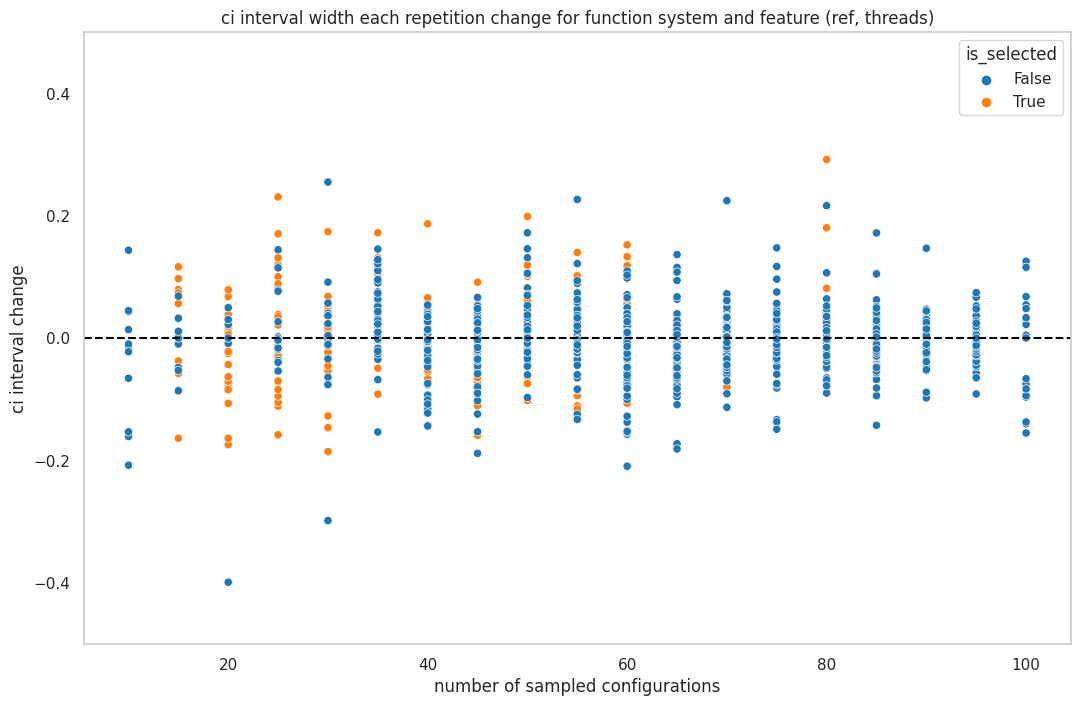 ci interval width each repetition change for function system and feature (ref, threads)
is_selected
False
True
0.4
0.2
0.0
−0.2
−0.4
ci interval change
20
40
60
80
100
number of sampled configurations